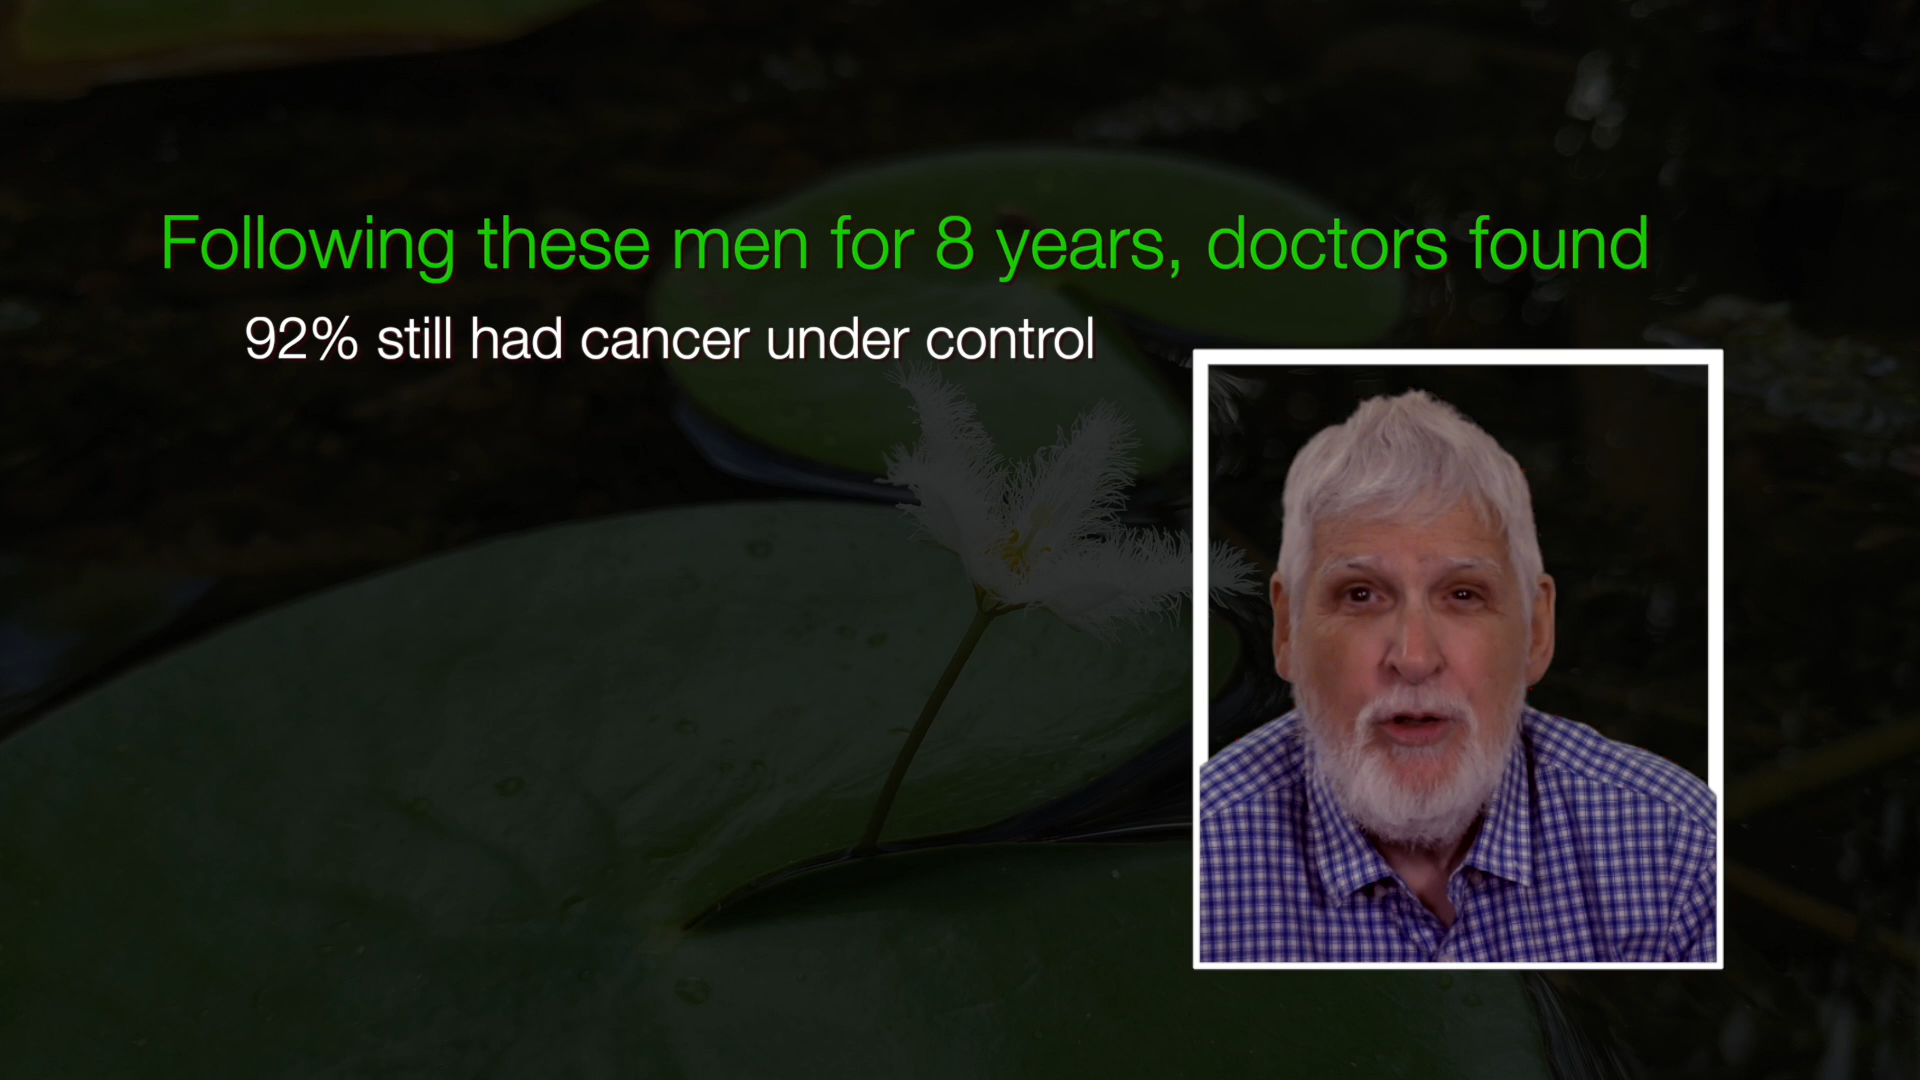 Following these men for 8 years, doctors found
92% still had cancer under control